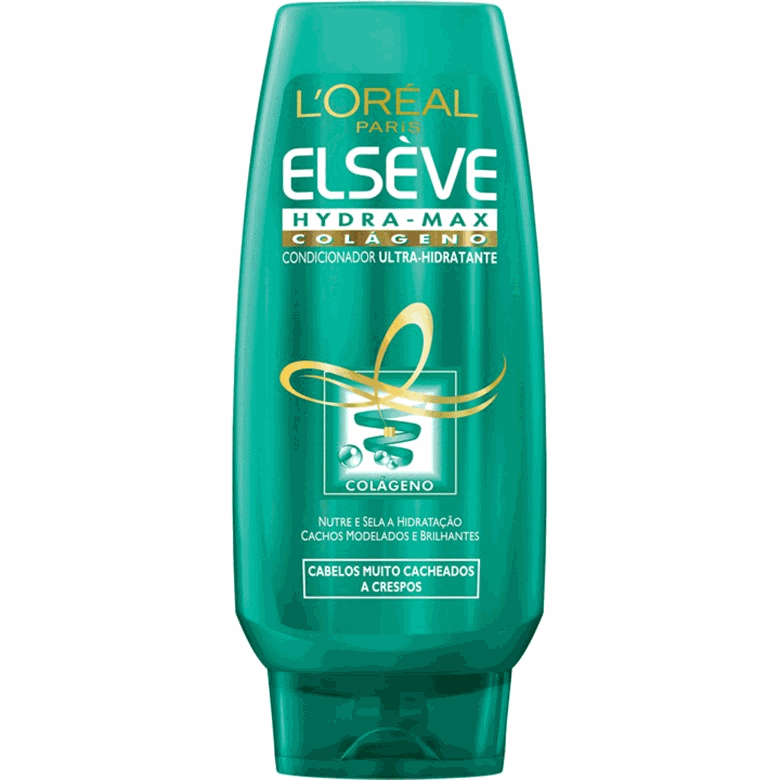 L'ORÉAL
PARIS
ELSÈVE
HYDRA-MAX
COLÁGENO
CONDICIONADOR ULTRA-HIDRATANTE
COLÁGENO
NUTRE E SELA A HIDRATAÇÃO
CACHOS MODELADOS E BRILHANTES
CABELOS MUITO CACHEADOS
A CRESPOS